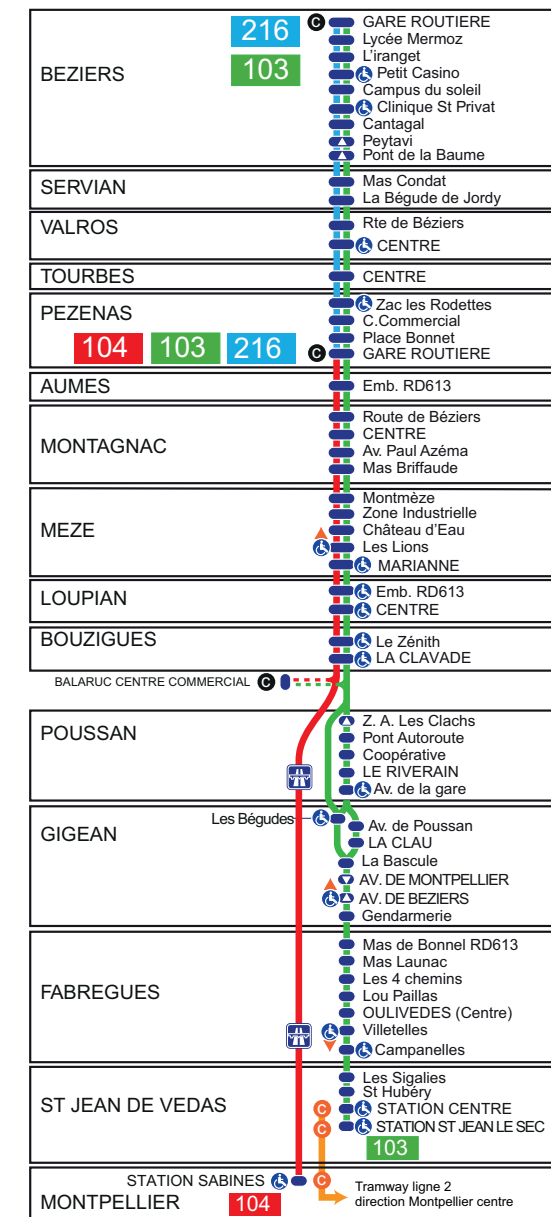 216
C GARE ROUTIERE
Lycée Mermoz
103
L'iranget
BEZIERS
Petit Casino
Campus du soleil
Clinique St Privat
Cantagal
Peytavi
Pont de la Baume
SERVIAN
Mas Condat
La Bégude de Jordy
VALROS
Rte de Béziers
CENTRE
TOURBES
CENTRE
PEZENAS
Zac les Rodettes
C.Commercial
Place Bonnet
104 103 216
C GARE ROUTIERE
AUMES
Emb. RD613
MONTAGNAC
Route de Béziers
CENTRE
Av. Paul Azéma
Mas Briffaude
MEZE
Montmèze
Zone Industrielle
Château d'Eau
Les Lions
MARIANNE
LOUPIAN
Emb. RD613
CENTRE
BOUZIGUES
Le Zénith
LA CLAVADE
BALARUC CENTRE COMMERCIAL C
POUSSAN
Z. A. Les Clachs
Pont Autoroute
Coopérative
LE RIVERAIN
Av. de la gare
GIGEAN
Les Bégudes
Av. de Poussan
LA CLAU
La Bascule
AV. DE MONTPELLIER
AV. DE BEZIERS
Gendarmerie
FABREGUES
Mas de Bonnel RD613
Mas Launac
Les 4 chemins
Lou Paillas
OULIVEDES (Centre)
Villetelles
Campanelles
ST JEAN DE VEDAS
Les Sigalies
St Hubéry
C STATION CENTRE
C STATION ST JEAN LE SEC
103
STATION SABINES
C
MONTPELLIER
104
Tramway ligne 2
direction Montpellier centre